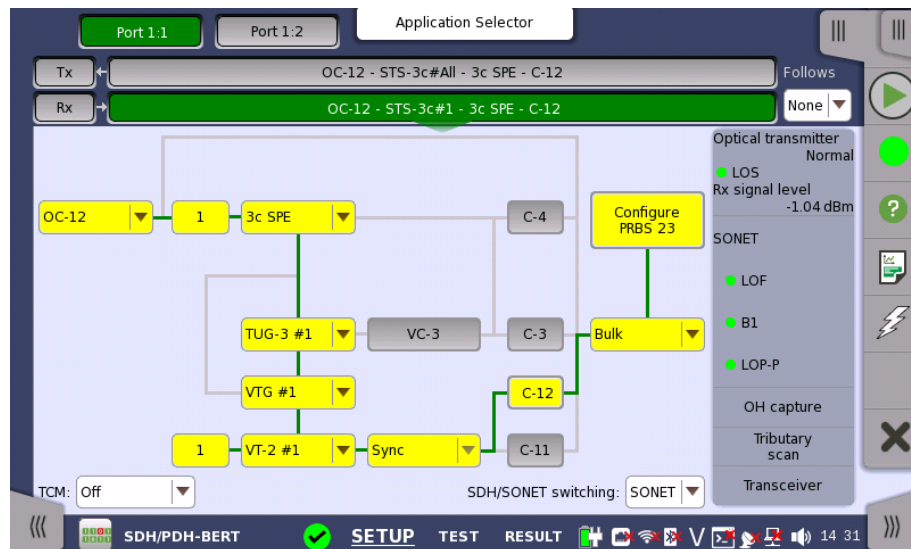 Port 1:1
Port 1:2
Application Selector
Tx
OC-12 - STS-3c#All - 3c SPE - C-12
Follows
Rx
OC-12 - STS-3c#1 - 3c SPE - C-12
None
Optical transmitter
Normal
LOS
Rx signal level
-1.04 dBm
OC-12
1
3c SPE
C-4
Configure
PRBS 23
SONET
LOF
TUG-3 #1
VC-3
C-3
Bulk
B1
LOP-P
VTG #1
C-12
OH capture
1
VT-2 #1
Sync
C-11
Tributary
scan
TCM:
Off
SDH/SONET switching:
SONET
Transceiver
SDH/PDH-BERT
SETUP
TEST
RESULT
V
14 31